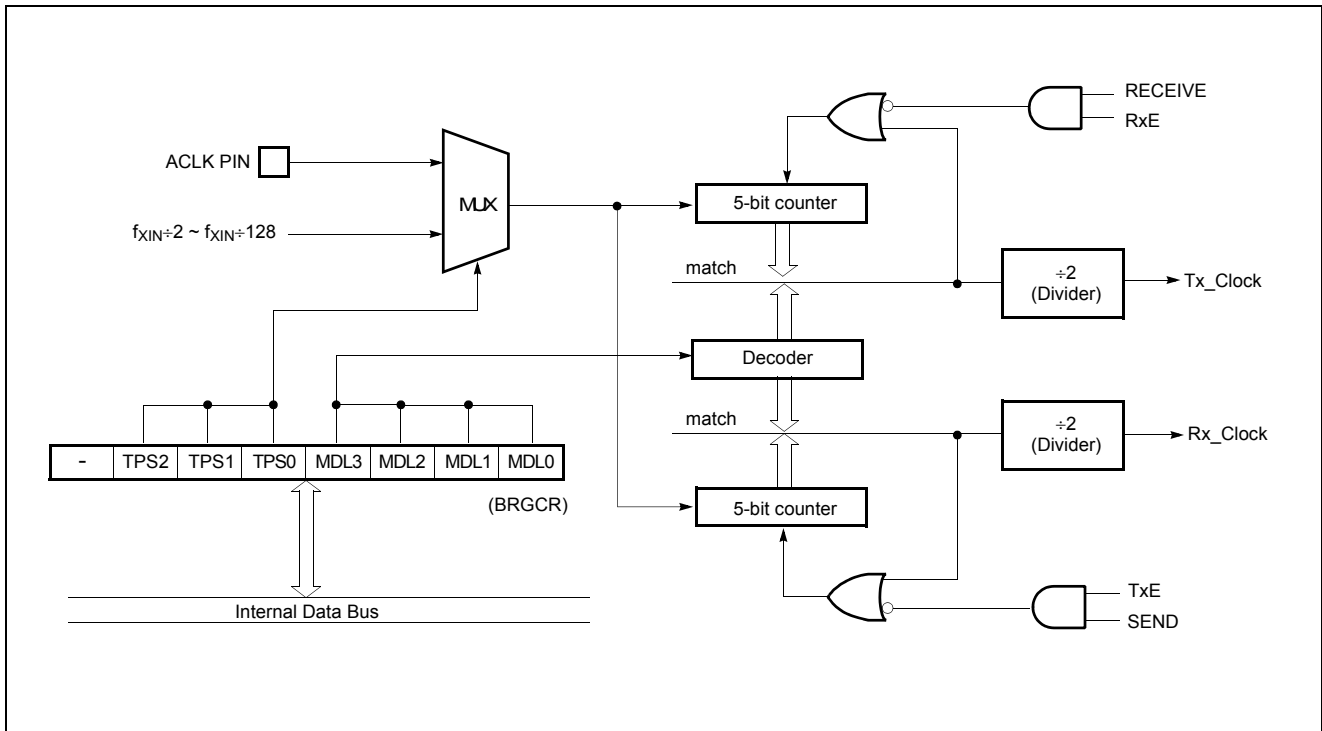 RECEIVE
RxE
ACLK PIN
MUX
5-bit counter
fXIN÷2 ~ fXIN÷128
match
÷2
(Divider)
Tx_Clock
Decoder
match
÷2
(Divider)
Rx_Clock
- TPS2 TPS1 TPS0 MDL3 MDL2 MDL1 MDL0
(BRGCR)
5-bit counter
TxE
SEND
Internal Data Bus